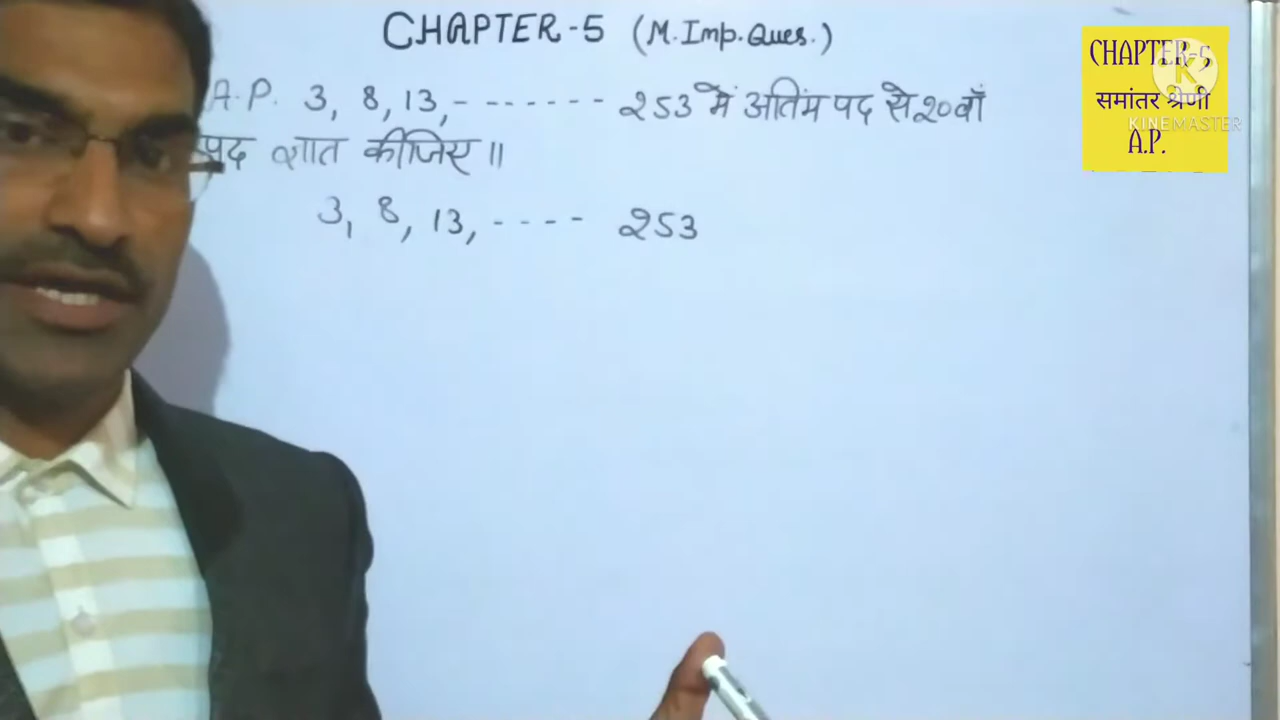 CHAPTER-5 (M.Imp.Ques.)
A.P. 3, 8, 13, ------- 253 में अतिंम पद से 20वाँ
पद ज्ञात कीजिए॥
3, 8, 13, ---- 253
CHAPTER-5
समांतर श्रेणी
A.P.
KINEMASTER